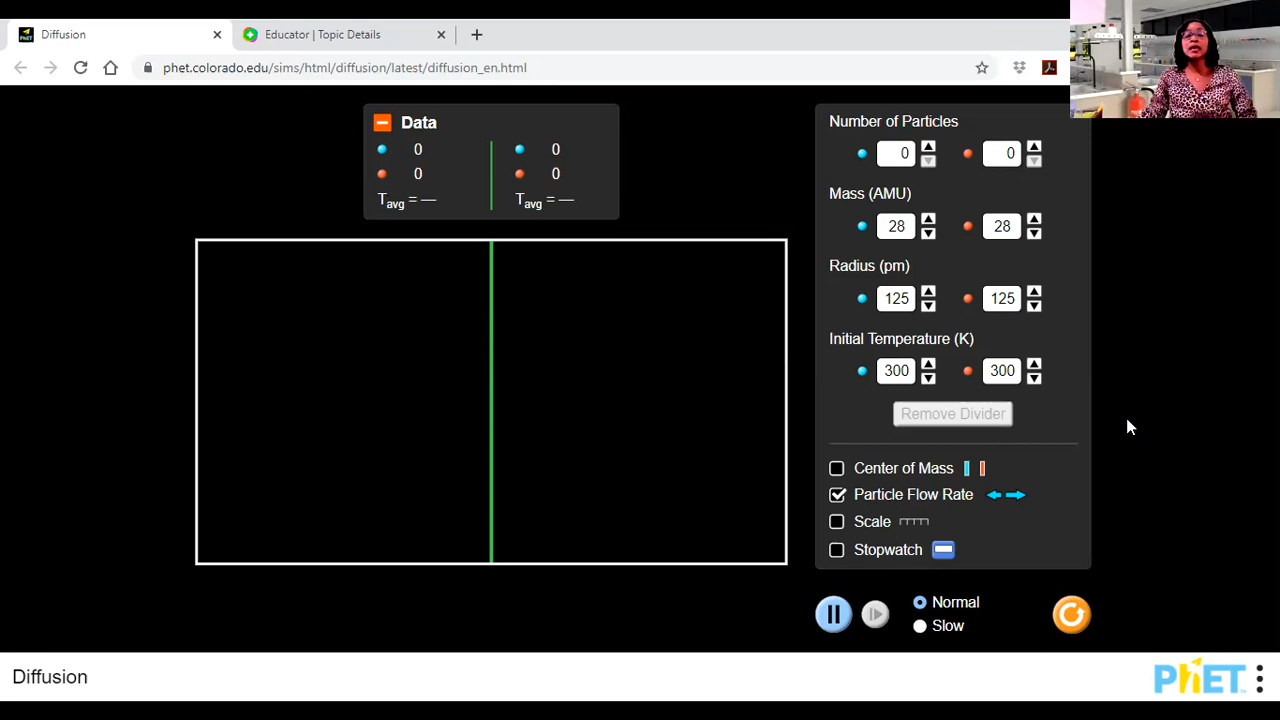 Diffusion
Educator | Topic Details
phet.colorado.edu/sims/html/diffusion/latest/diffusion_en.html
Data
0 0
0 0
Tavg = — Tavg = —
Number of Particles
0 0
Mass (AMU)
28 28
Radius (pm)
125 125
Initial Temperature (K)
300 300
Remove Divider
Center of Mass
Particle Flow Rate
Scale
Stopwatch
Normal
Slow
Diffusion
PhET